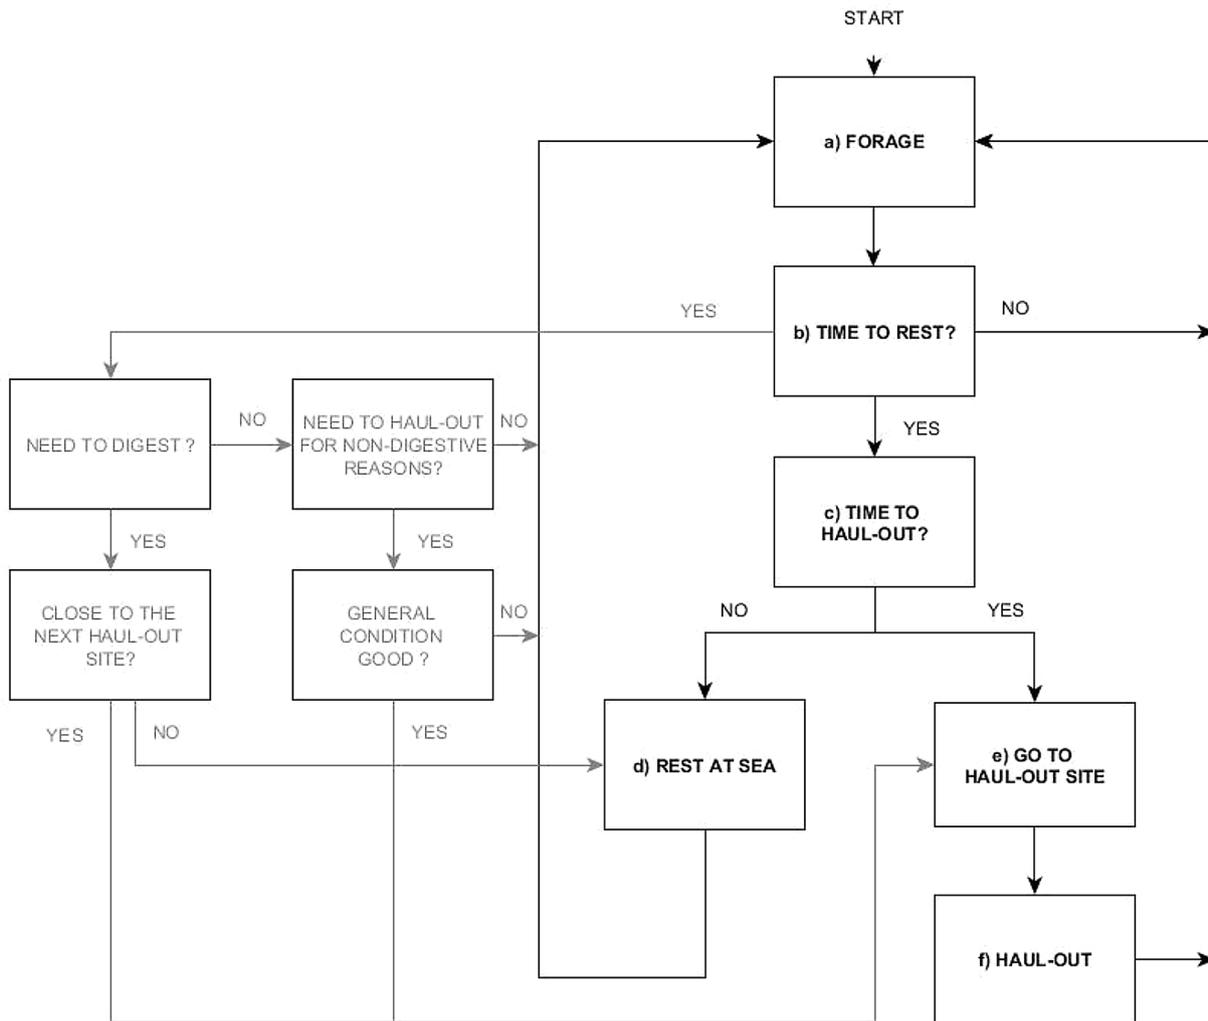 START
a) FORAGE
YES
b) TIME TO REST?
NO
NEED TO DIGEST ?
NO
NEED TO HAUL-OUT
FOR NON-DIGESTIVE
REASONS?
NO
YES
c) TIME TO
HAUL-OUT?
YES
YES
CLOSE TO THE
NEXT HAUL-OUT
SITE?
GENERAL
CONDITION
GOOD ?
NO
NO
YES
YES
NO
YES
d) REST AT SEA
e) GO TO
HAUL-OUT SITE
f) HAUL-OUT